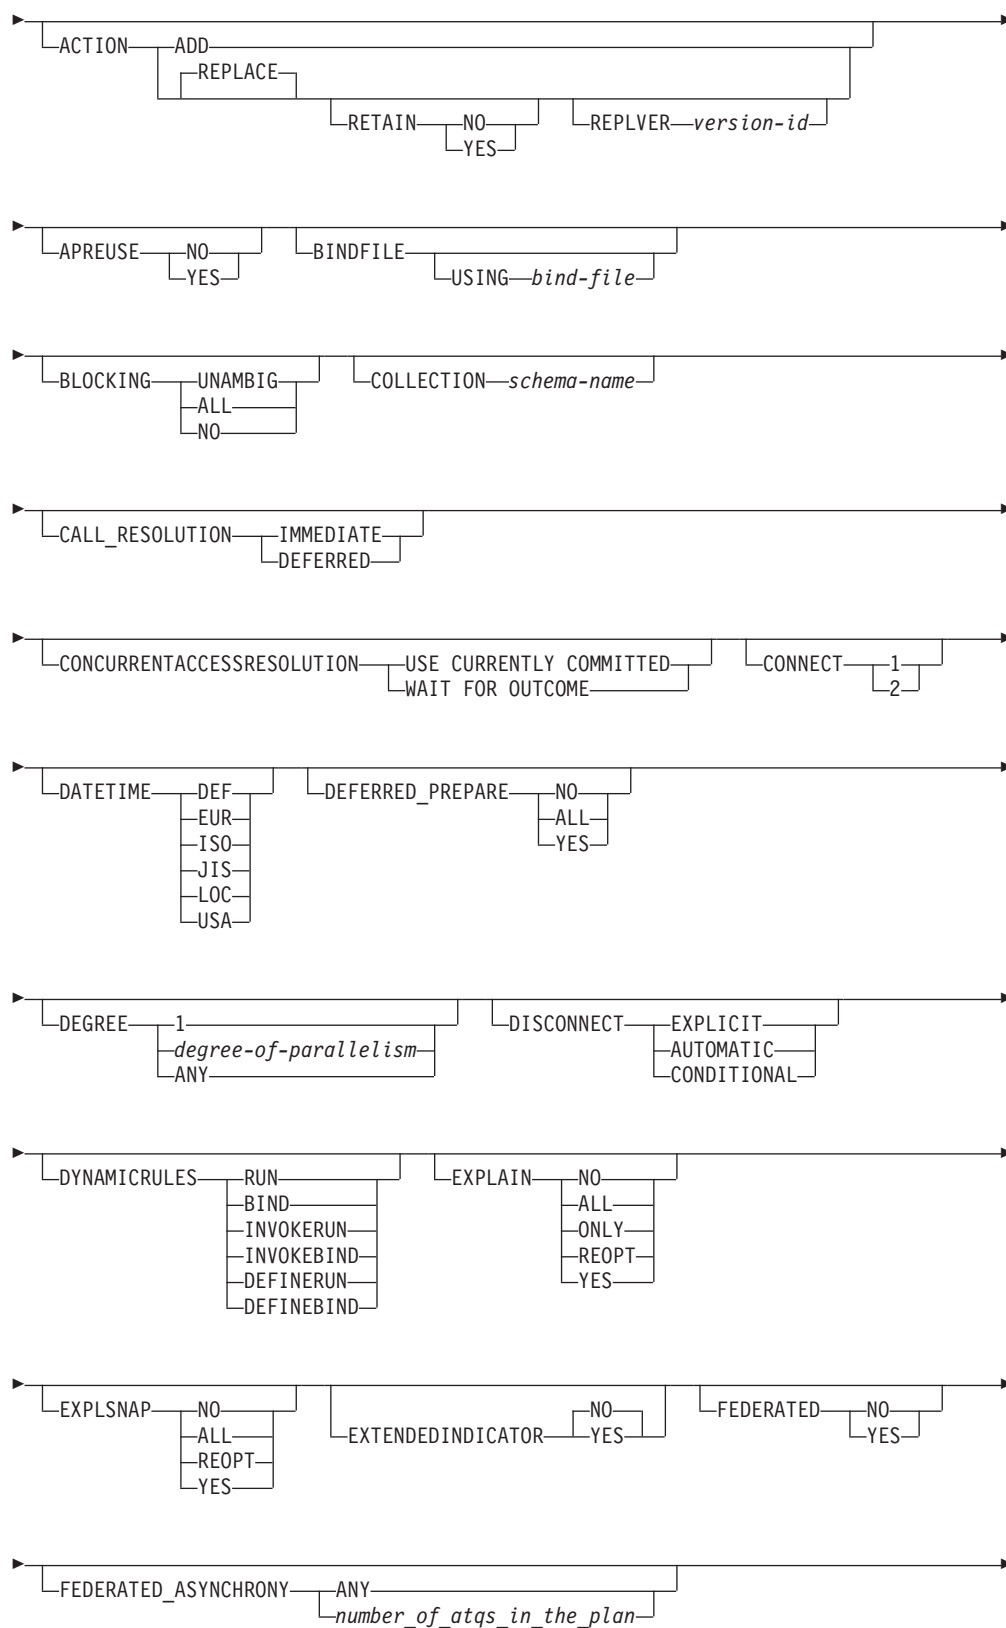 ACTION ADD
REPLACE
RETAIN NO REPLVER version-id
YES
APREUSE NO BINDFILE
YES USING bind-file
BLOCKING UNAMBIG COLLECTION schema-name
ALL
NO
CALL_RESOLUTION IMMEDIATE
DEFERRED
CONCURRENTACCESSRESOLUTION USE CURRENTLY COMMITTED CONNECT 1
WAIT FOR OUTCOME 2
DATETIME DEF DEFERRED_PREPARE NO
EUR ALL
ISO YES
JIS
LOC
USA
DEGREE 1 DISCONNECT EXPLICIT
degree-of-parallelism AUTOMATIC
ANY CONDITIONAL
DYNAMICRULES RUN EXPLAIN NO
BIND ALL
INVOKERUN ONLY
INVOKEBIND REOPT
DEFINERUN YES
DEFINEBIND
EXPLSNAP NO NO FEDERATED NO
ALL EXTENDEDINDICATOR YES YES
REOPT
YES
FEDERATED_ASYNCHRONY ANY
number_of_atqs_in_the_plan